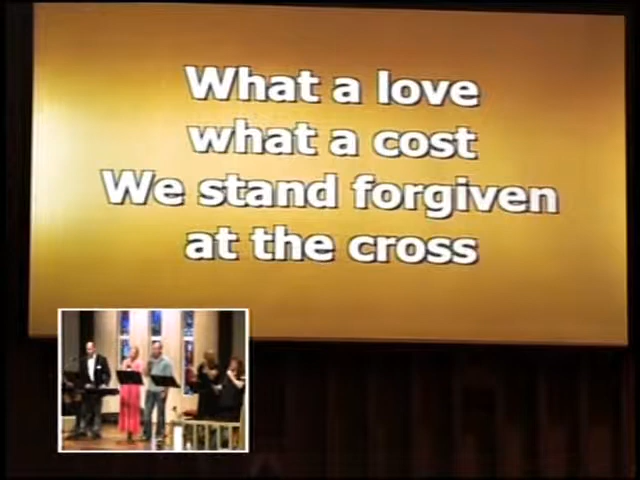 What a love
what a cost
We stand forgiven
at the cross